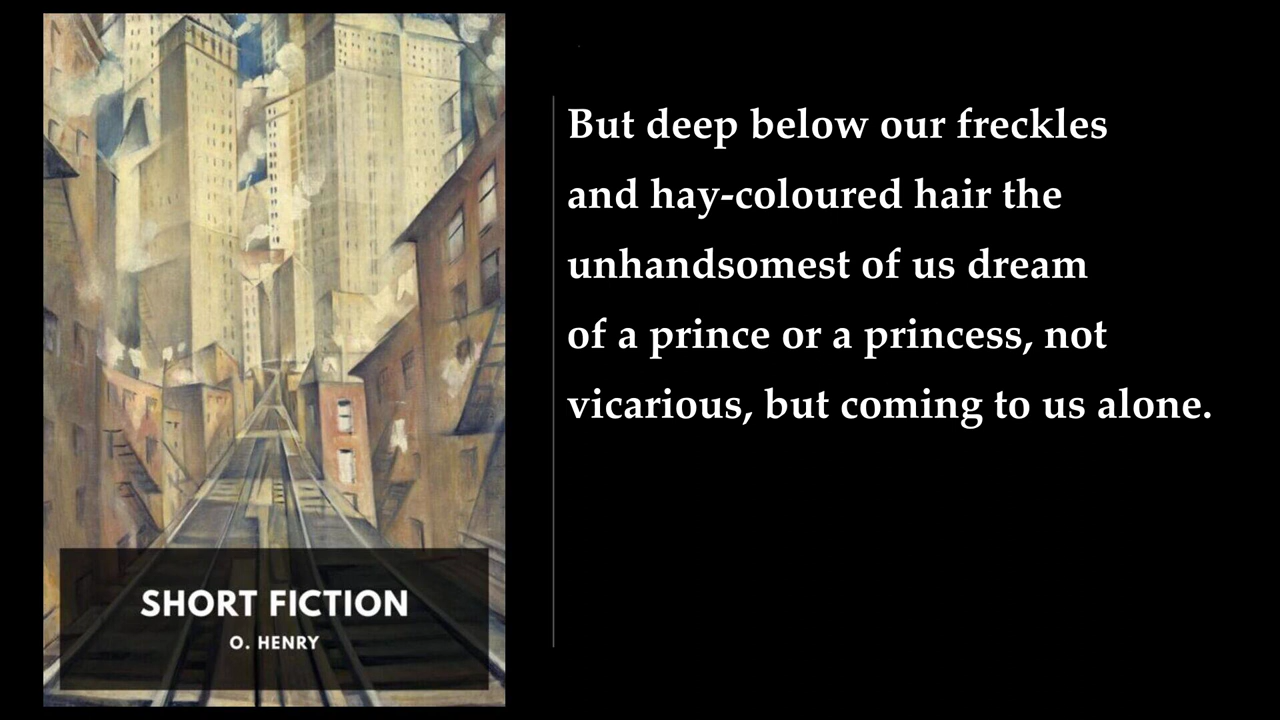 SHORT FICTION
O. HENRY
But deep below our freckles
and hay-coloured hair the
unhandsomest of us dream
of a prince or a princess, not
vicarious, but coming to us alone.